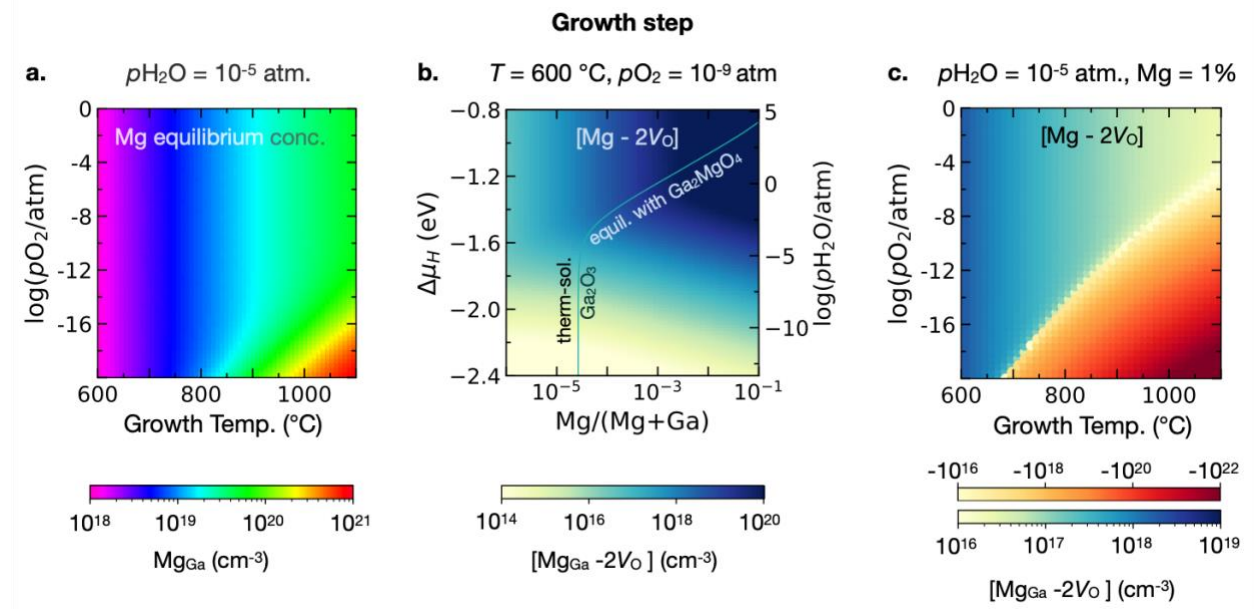 Growth step
a. pH2O = 10-5 atm.
Mg equilibrium conc.
log(pO2/atm)
0
-4
-8
-12
-16
600 800 1000
Growth Temp. (°C)
10¹⁸ 10¹⁹ 10²⁰ 10²¹
MgGa (cm-3)
b. T = 600 °C, pO2 = 10-9 atm
[Mg - 2VO]
equil. with Ga2MgO4
therm-sol.
Ga2O3
ΔμH (eV)
−0.8
−1.2
−1.6
−2.0
−2.4
5
0
−5
−10
log(pH2O/atm)
10⁻⁵ 10⁻³ 10⁻¹
Mg/(Mg+Ga)
10¹⁴ 10¹⁶ 10¹⁸ 10²⁰
[MgGa -2VO ] (cm-3)
c. pH2O = 10-5 atm., Mg = 1%
[Mg - 2VO]
log(pO2/atm)
0
-4
-8
-12
-16
600 800 1000
Growth Temp. (°C)
-10¹⁶ -10¹⁸ -10²⁰ -10²²
10¹⁶ 10¹⁷ 10¹⁸ 10¹⁹
[MgGa -2VO ] (cm-3)